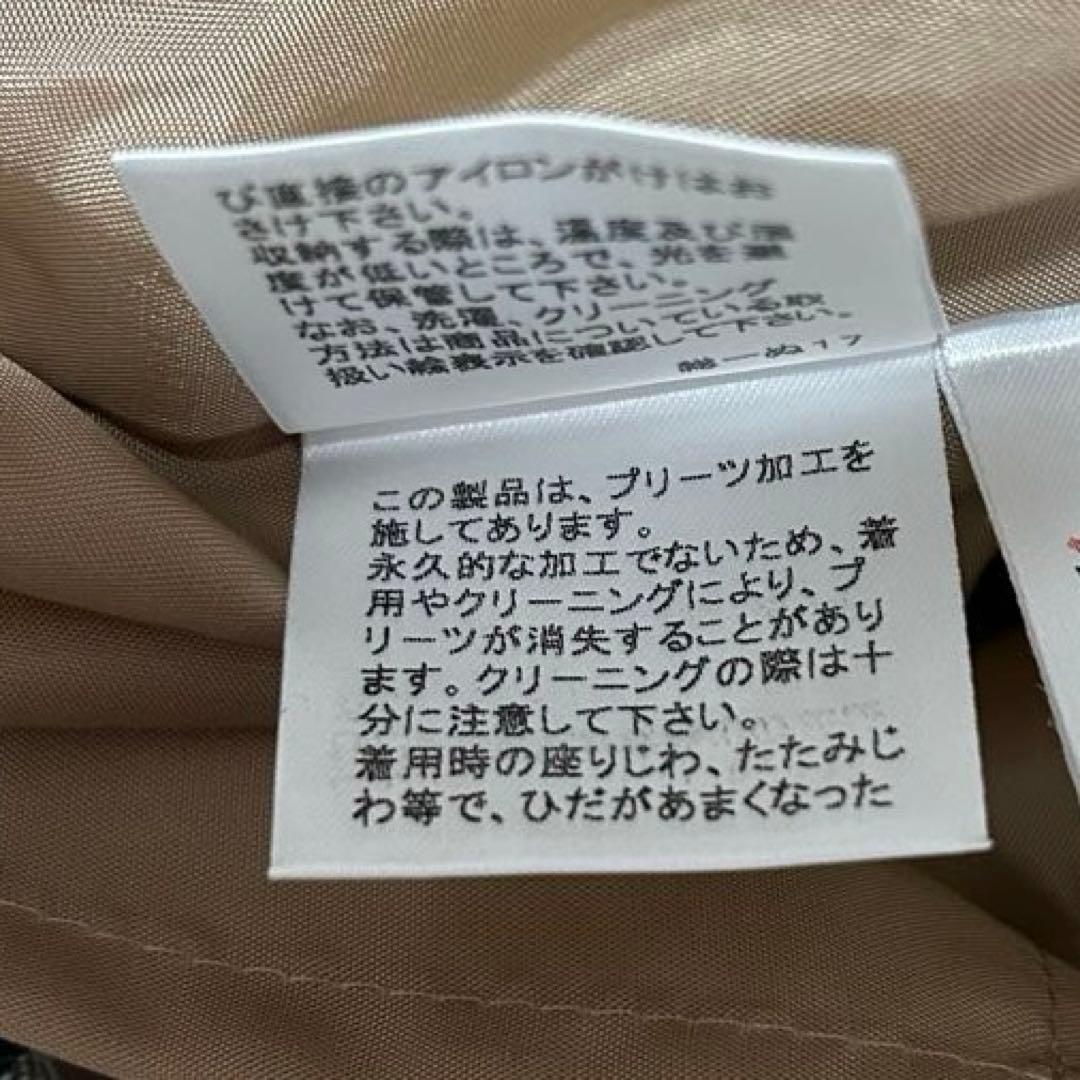 び直接のアイロンがけはお
さけ下さい。
収納する際は、温度及び湿
度が低いところで、光を避
けて保管して下さい。
なお、洗濯、クリーニング
方法は商品についている取
扱い絵表示を確認して下さい。
総一ぬ17
この製品は、プリーツ加工を
施してあります。
永久的な加工でないため、着
用やクリーニングにより、プ
リーツが消失することがあり
ます。クリーニングの際は十
分に注意して下さい。
着用時の座りじわ、たたみじ
わ等で、ひだがあまくなった